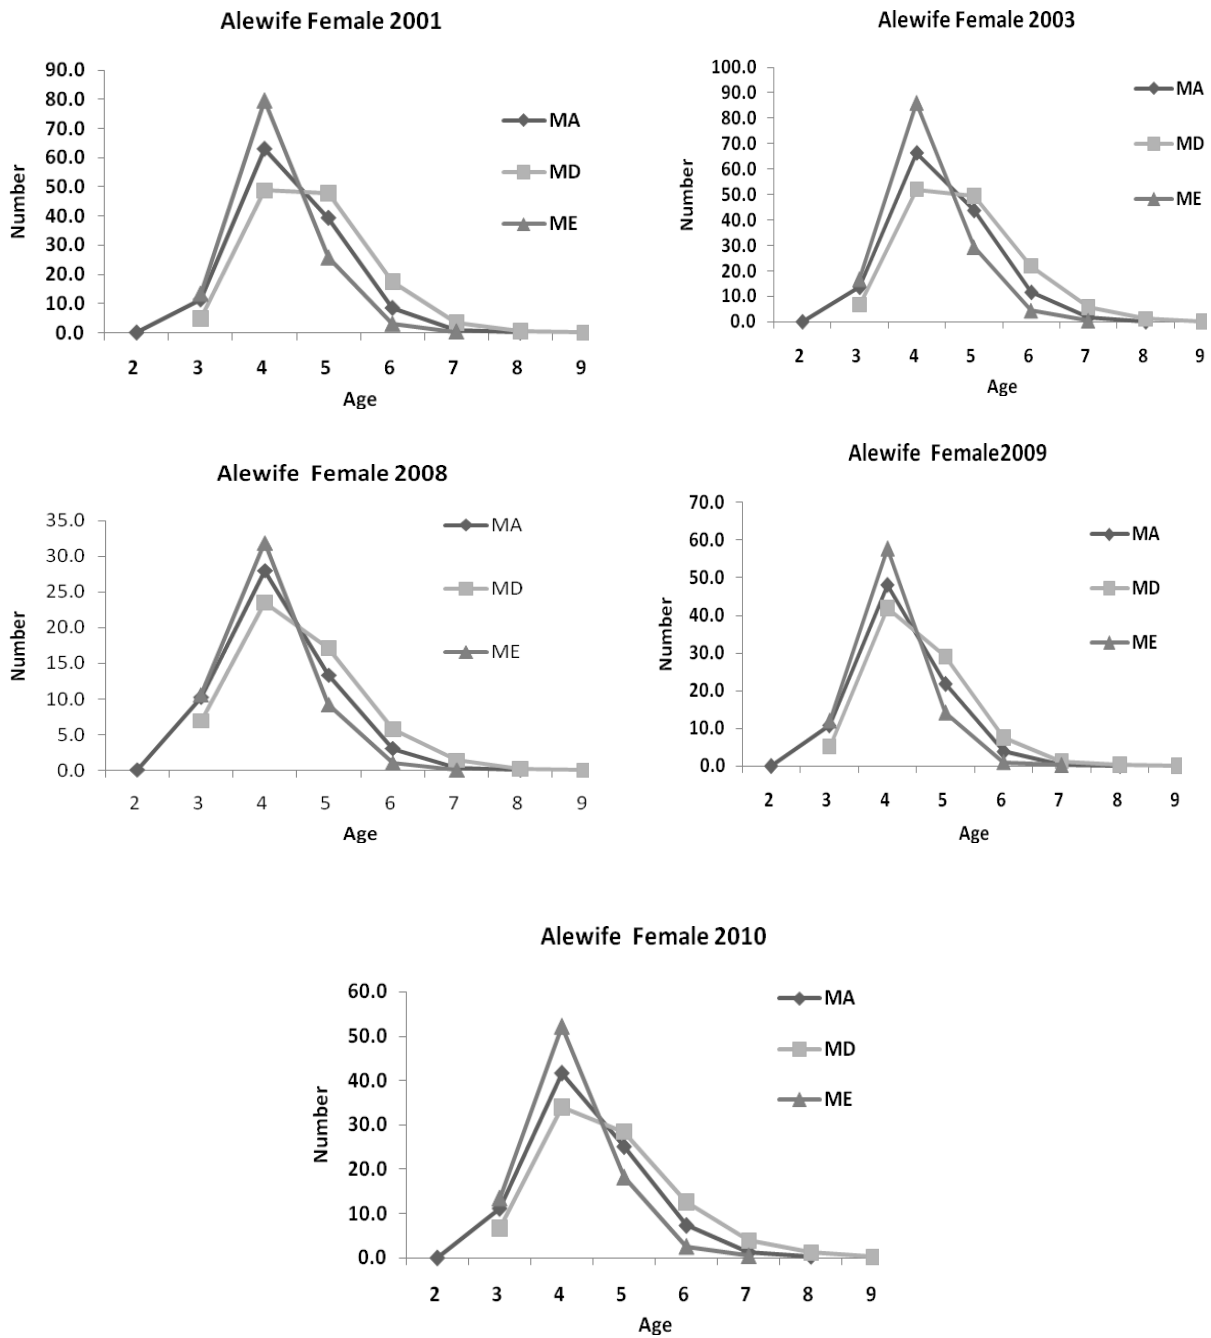 Alewife Female 2001
90.0
80.0
70.0
60.0
50.0
40.0
30.0
20.0
10.0
0.0
Number
2 3 4 5 6 7 8 9
Age
MA
MD
ME
Alewife Female 2003
100.0
90.0
80.0
70.0
60.0
50.0
40.0
30.0
20.0
10.0
0.0
Number
2 3 4 5 6 7 8 9
Age
MA
MD
ME
Alewife Female 2008
35.0
30.0
25.0
20.0
15.0
10.0
5.0
0.0
Number
2 3 4 5 6 7 8 9
Age
MA
MD
ME
Alewife Female2009
70.0
60.0
50.0
40.0
30.0
20.0
10.0
0.0
Number
2 3 4 5 6 7 8 9
Age
MA
MD
ME
Alewife Female 2010
60.0
50.0
40.0
30.0
20.0
10.0
0.0
Number
2 3 4 5 6 7 8 9
Age
MA
MD
ME